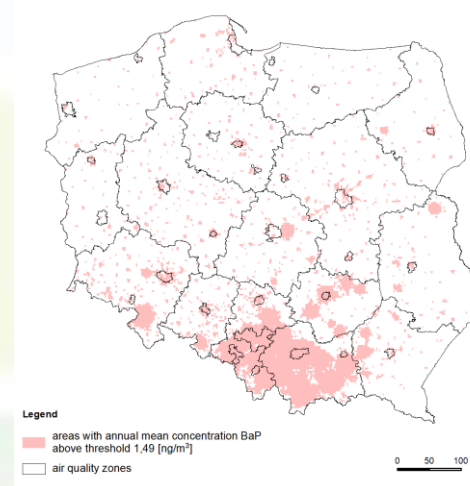 Legend
areas with annual mean concentration BaP
above threshold 1,49 [ng/m³]
air quality zones
0 50 100